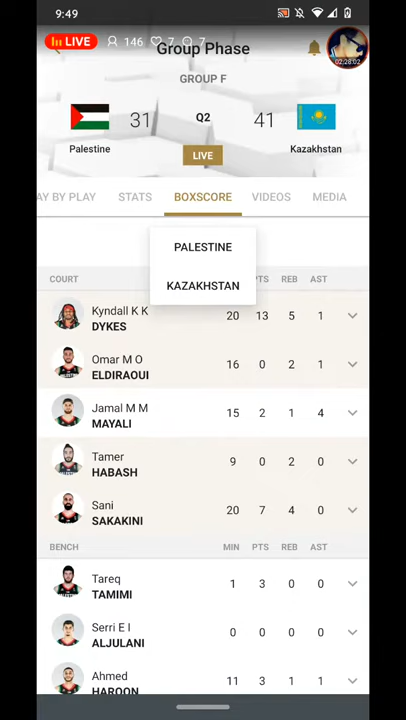 9:49
LIVE 146 7 7
Group Phase
02:28:02
GROUP F
31 Q2 41
Palestine Kazakhstan
LIVE
AY BY PLAY STATS BOXSCORE VIDEOS MEDIA
PALESTINE
KAZAKHSTAN
COURT PTS REB AST
Kyndall K K
DYKES 20 13 5 1
Omar M O
ELDIRAOUI 16 0 2 1
Jamal M M
MAYALI 15 2 1 4
Tamer
HABASH 9 0 2 0
Sani
SAKAKINI 20 7 4 0
BENCH MIN PTS REB AST
Tareq
TAMIMI 1 3 0 0
Serri E I
ALJULANI 0 0 0 0
Ahmed
HAROON 11 3 1 1